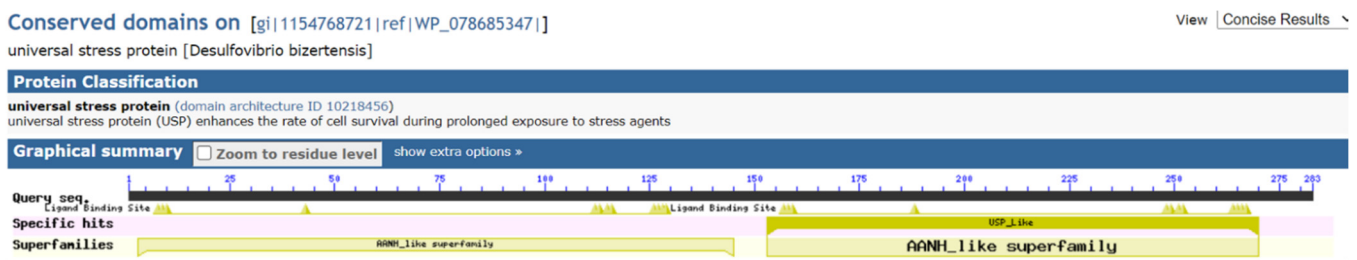 Conserved domains on [gi|1154768721|ref|WP_078685347|]
View Concise Results
universal stress protein [Desulfovibrio bizertensis]
Protein Classification
universal stress protein (domain architecture ID 10218456)
universal stress protein (USP) enhances the rate of cell survival during prolonged exposure to stress agents
Graphical summary Zoom to residue level show extra options »
1 25 50 75 100 125 150 175 200 225 250 275 283
Query seq.
Ligand Binding Site Ligand Binding Site
Specific hits USP_Like
Superfamilies AANH_like superfamily AANH_like superfamily